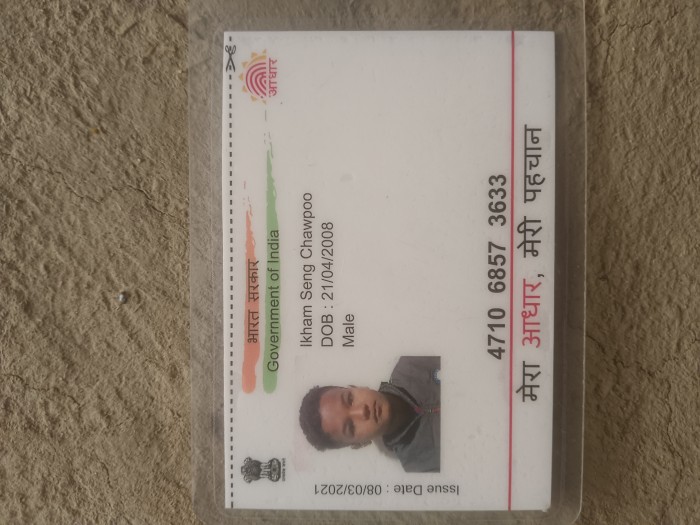 भारत सरकार
Government of India
आधार
Ikham Seng Chawpoo
DOB : 21/04/2008
Male
Issue Date : 08/03/2021
4710 6857 3633
मेरा आधार, मेरी पहचान